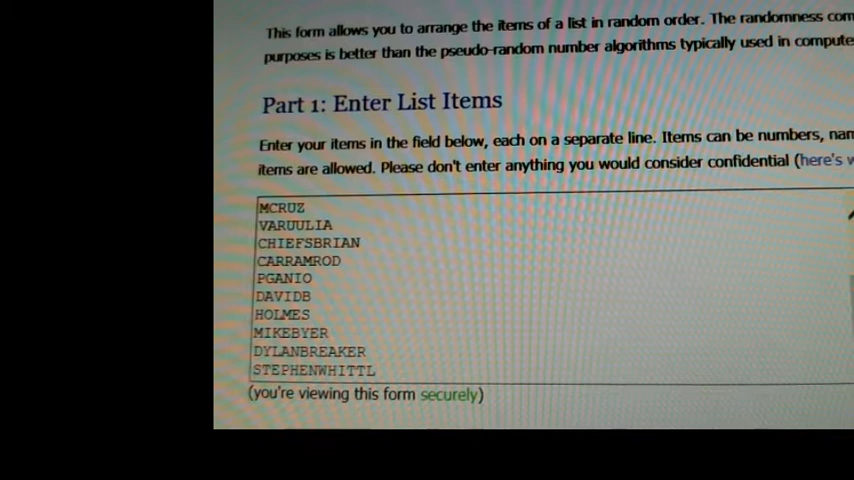 This form allows you to arrange the items of a list in random order. The randomness com
purposes is better than the pseudo-random number algorithms typically used in compute
Part 1: Enter List Items
Enter your items in the field below, each on a separate line. Items can be numbers, nam
items are allowed. Please don't enter anything you would consider confidential (here's w
MCRUZ
VARUULIA
CHIEFSBRIAN
CARRAMROD
PGANIO
DAVIDB
HOLMES
MIKEBYER
DYLANBREAKER
STEPHENWHITTL
(you're viewing this form securely)